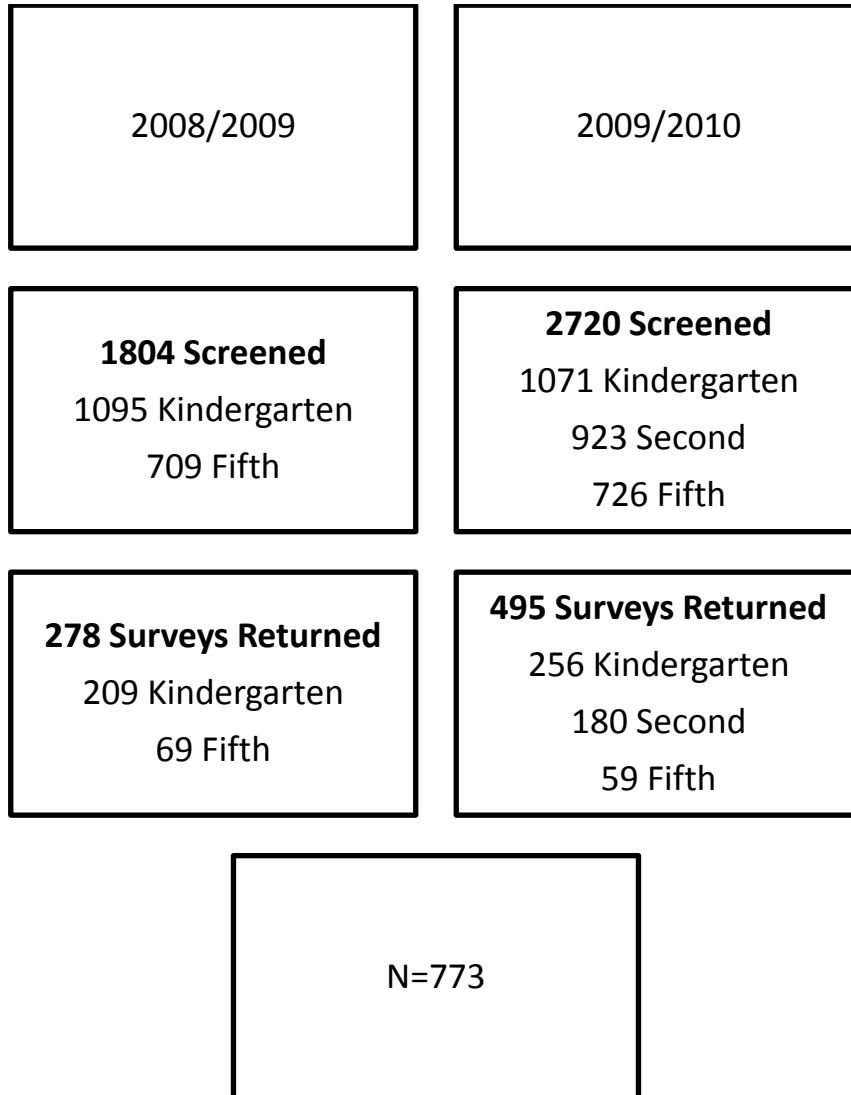 2008/2009
2009/2010
1804 Screened
1095 Kindergarten
709 Fifth
2720 Screened
1071 Kindergarten
923 Second
726 Fifth
278 Surveys Returned
209 Kindergarten
69 Fifth
495 Surveys Returned
256 Kindergarten
180 Second
59 Fifth
N=773